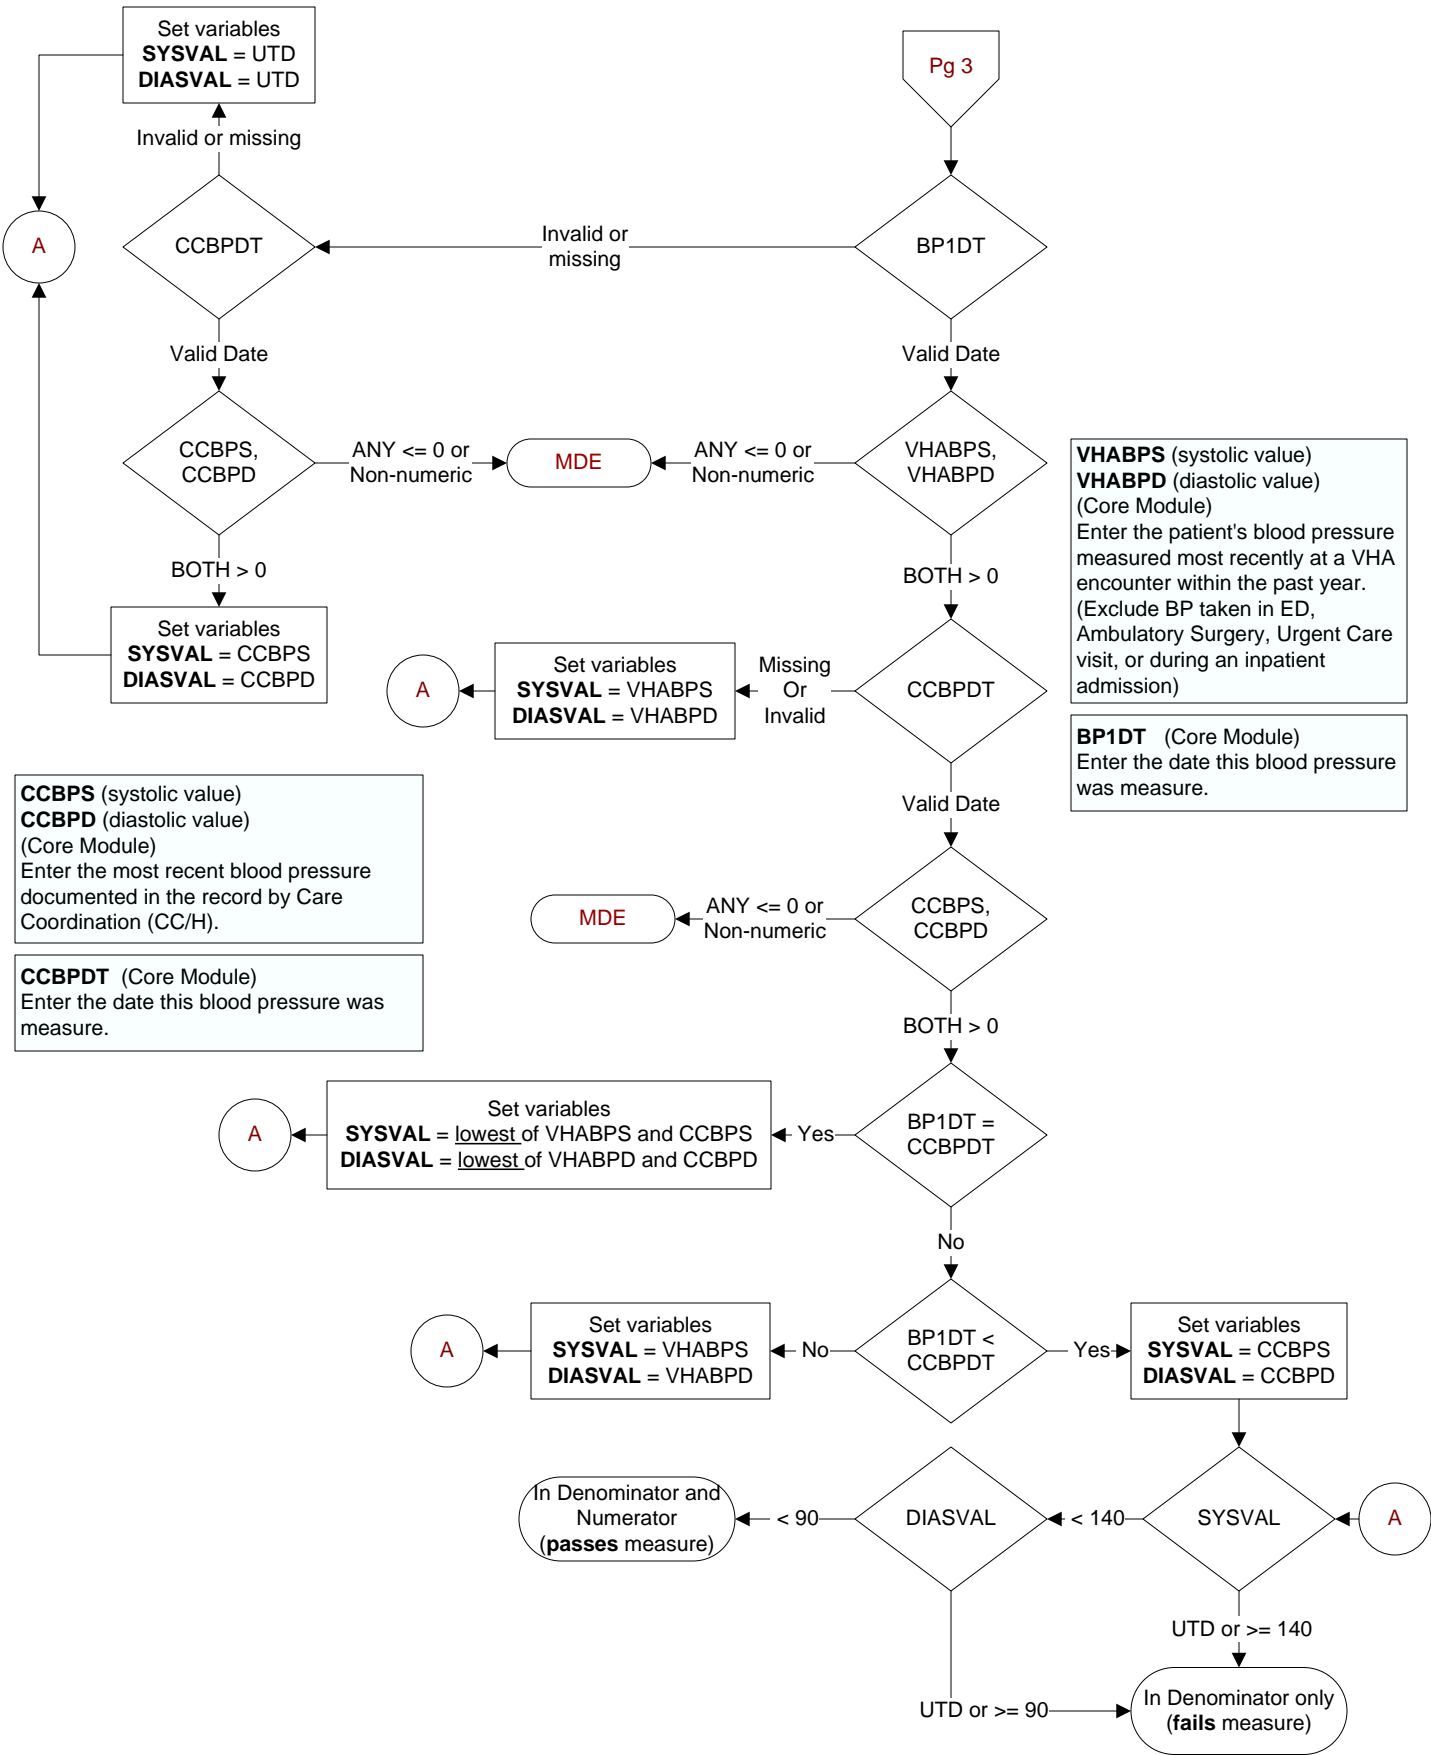 Set variables
SYSVAL = UTD
DIASVAL = UTD
Pg 3
Invalid or missing
A
CCBPDT
Invalid or
missing
BP1DT
Valid Date
Valid Date
CCBPS,
CCBPD
ANY <= 0 or
Non-numeric
MDE
ANY <= 0 or
Non-numeric
VHABPS,
VHABPD
VHABPS (systolic value)
VHABPD (diastolic value)
(Core Module)
Enter the patient's blood pressure
measured most recently at a VHA
encounter within the past year.
(Exclude BP taken in ED,
Ambulatory Surgery, Urgent Care
visit, or during an inpatient
admission)
BOTH > 0
BOTH > 0
Set variables
SYSVAL = CCBPS
DIASVAL = CCBPD
A
Set variables
SYSVAL = VHABPS
DIASVAL = VHABPD
Missing
Or
Invalid
CCBPDT
BP1DT (Core Module)
Enter the date this blood pressure
was measure.
CCBPS (systolic value)
CCBPD (diastolic value)
(Core Module)
Enter the most recent blood pressure
documented in the record by Care
Coordination (CC/H).
Valid Date
MDE
ANY <= 0 or
Non-numeric
CCBPS,
CCBPD
CCBPDT (Core Module)
Enter the date this blood pressure was
measure.
BOTH > 0
A
Set variables
SYSVAL = lowest of VHABPS and CCBPS
DIASVAL = lowest of VHABPD and CCBPD
Yes
BP1DT =
CCBPDT
No
A
Set variables
SYSVAL = VHABPS
DIASVAL = VHABPD
No
BP1DT <
CCBPDT
Yes
Set variables
SYSVAL = CCBPS
DIASVAL = CCBPD
In Denominator and
Numerator
(passes measure)
< 90
DIASVAL
< 140
SYSVAL
A
UTD or >= 140
UTD or >= 90
In Denominator only
(fails measure)